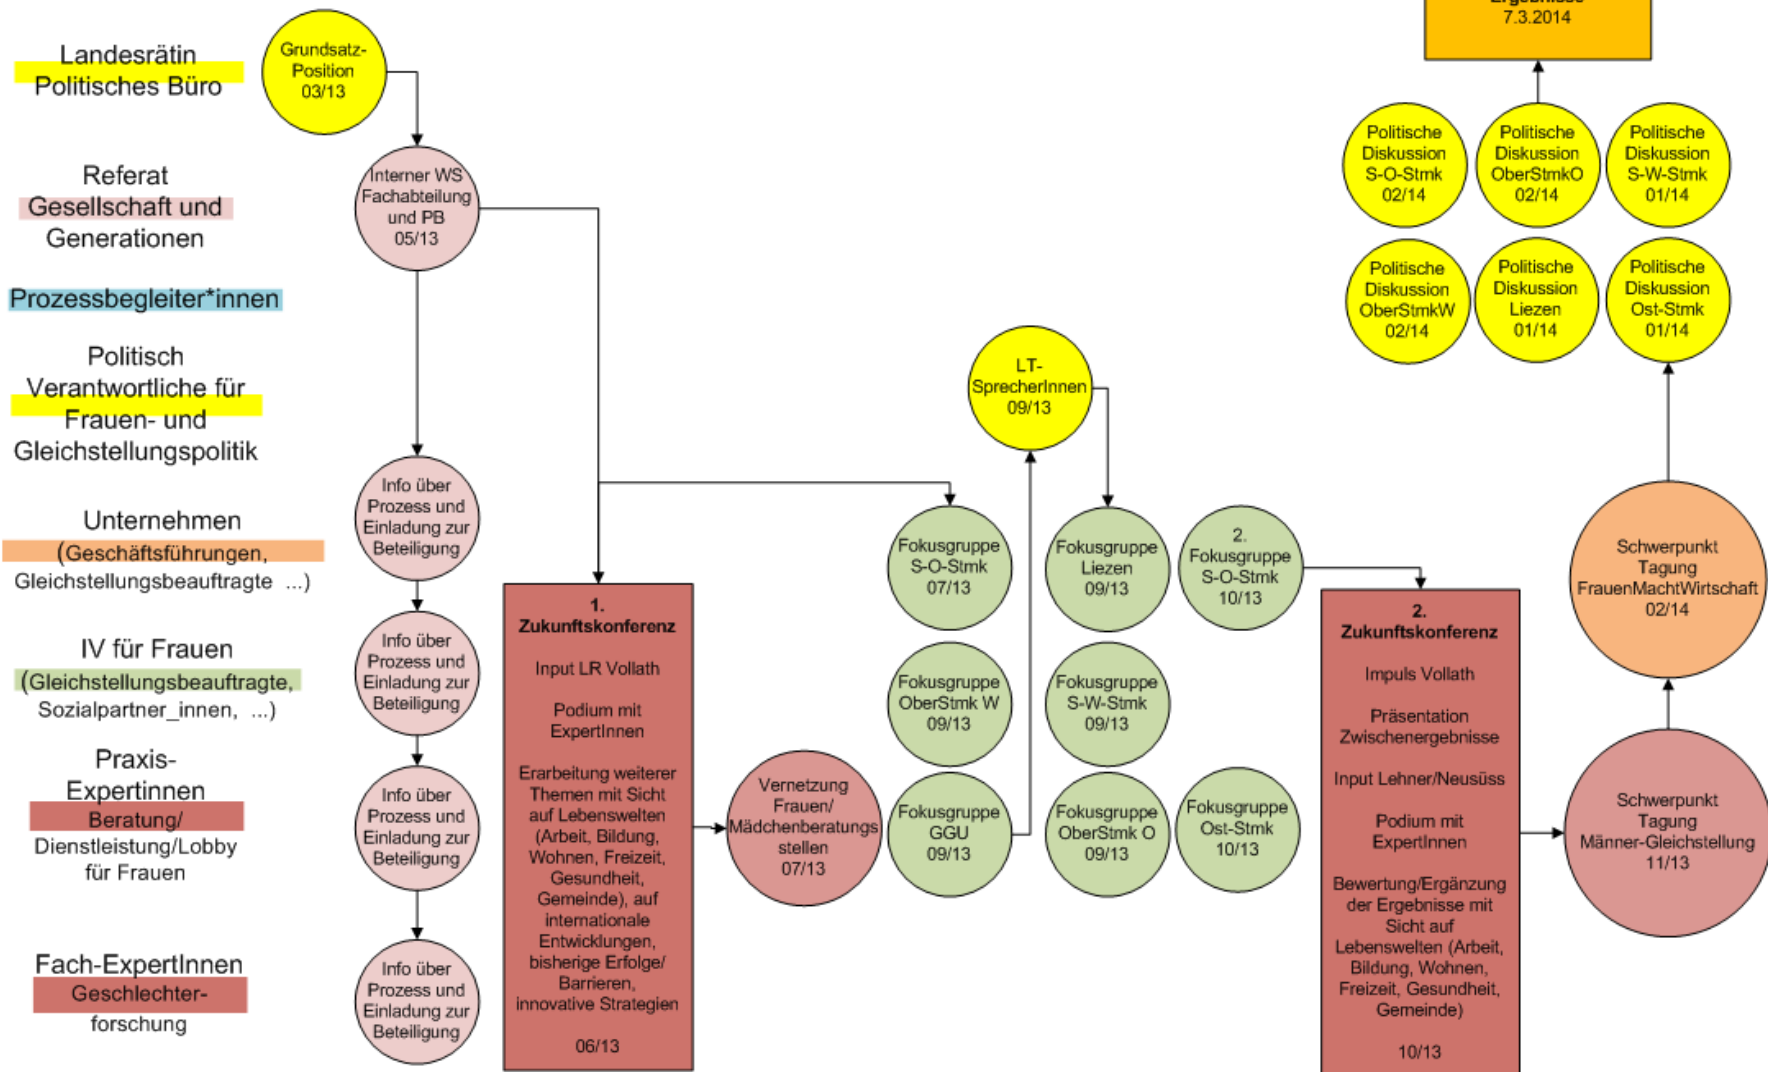 Landesrätin
Politisches Büro
Referat
Gesellschaft und
Generationen
Prozessbegleiter*innen
Politisch
Verantwortliche für
Frauen- und
Gleichstellungspolitik
Unternehmen
(Geschäftsführungen,
Gleichstellungsbeauftragte ...)
IV für Frauen
(Gleichstellungsbeauftragte,
Sozialpartner_innen, ...)
Praxis-
Expertinnen
Beratung/
Dienstleistung/Lobby
für Frauen
Fach-ExpertInnen
Geschlechter-
forschung
Grundsatz-
Position
03/13
Interner WS
Fachabteilung
und PB
05/13
Info über
Prozess und
Einladung zur
Beteiligung
Info über
Prozess und
Einladung zur
Beteiligung
Info über
Prozess und
Einladung zur
Beteiligung
Info über
Prozess und
Einladung zur
Beteiligung
1.
Zukunftskonferenz
Input LR Vollath
Podium mit
ExpertInnen
Erarbeitung weiterer
Themen mit Sicht
auf Lebenswelten
(Arbeit, Bildung,
Wohnen, Freizeit,
Gesundheit,
Gemeinde), auf
internationale
Entwicklungen,
bisherige Erfolge/
Barrieren,
innovative Strategien
06/13
Vernetzung
Frauen/
Mädchenberatungs
stellen
07/13
Fokusgruppe
S-O-Stmk
07/13
Fokusgruppe
OberStmk W
09/13
Fokusgruppe
GGU
09/13
LT-
SprecherInnen
09/13
Fokusgruppe
Liezen
09/13
Fokusgruppe
S-W-Stmk
09/13
Fokusgruppe
OberStmk O
09/13
2.
Fokusgruppe
S-O-Stmk
10/13
Fokusgruppe
Ost-Stmk
10/13
2.
Zukunftskonferenz
Impuls Vollath
Präsentation
Zwischenergebnisse
Input Lehner/Neusüss
Podium mit
ExpertInnen
Bewertung/Ergänzung
der Ergebnisse mit
Sicht auf
Lebenswelten (Arbeit,
Bildung, Wohnen,
Freizeit, Gesundheit,
Gemeinde)
10/13
Schwerpunkt
Tagung
Männer-Gleichstellung
11/13
Schwerpunkt
Tagung
FrauenMachtWirtschaft
02/14
Politische
Diskussion
OberStmkW
02/14
Politische
Diskussion
Liezen
01/14
Politische
Diskussion
Ost-Stmk
01/14
Politische
Diskussion
S-O-Stmk
02/14
Politische
Diskussion
OberStmkO
02/14
Politische
Diskussion
S-W-Stmk
01/14
Ergebnisse
7.3.2014